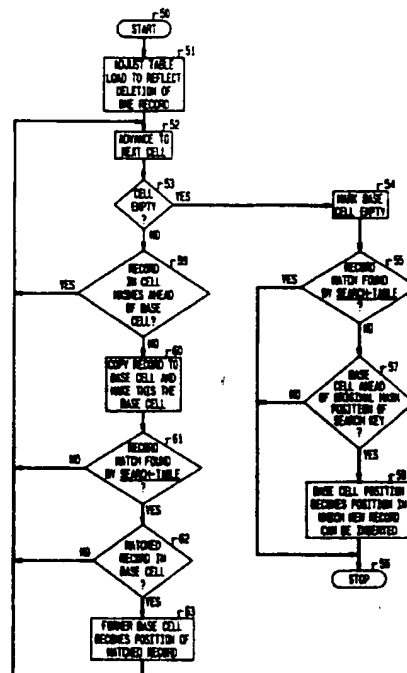 50
START
51
ADJUST TABLE
LOAD TO REFLECT
DELETION OF
ONE RECORD
52
ADVANCE TO
NEXT CELL
53
CELL
EMPTY
?
YES
NO
54
MARK BASE
CELL EMPTY
59
RECORD
IN CELL
HASHES AHEAD
OF BASE
CELL?
YES
NO
55
RECORD
MATCH FOUND
BY SEARCH-TABLE
?
YES
NO
60
COPY RECORD TO
BASE CELL AND
MAKE THIS THE
BASE CELL
57
BASE
CELL AHEAD
OF ORIGINAL HASH
POSITION OF
SEARCH KEY
?
NO
YES
61
RECORD
MATCH FOUND
BY SEARCH-TABLE
?
NO
YES
58
BASE CELL POSITION
BECOMES POSITION IN
WHICH NEW RECORD
CAN BE INSERTED
62
MATCHED
RECORD IN
BASE CELL
?
NO
YES
56
STOP
63
FORMER BASE CELL
BECOMES POSITION OF
MATCHED RECORD